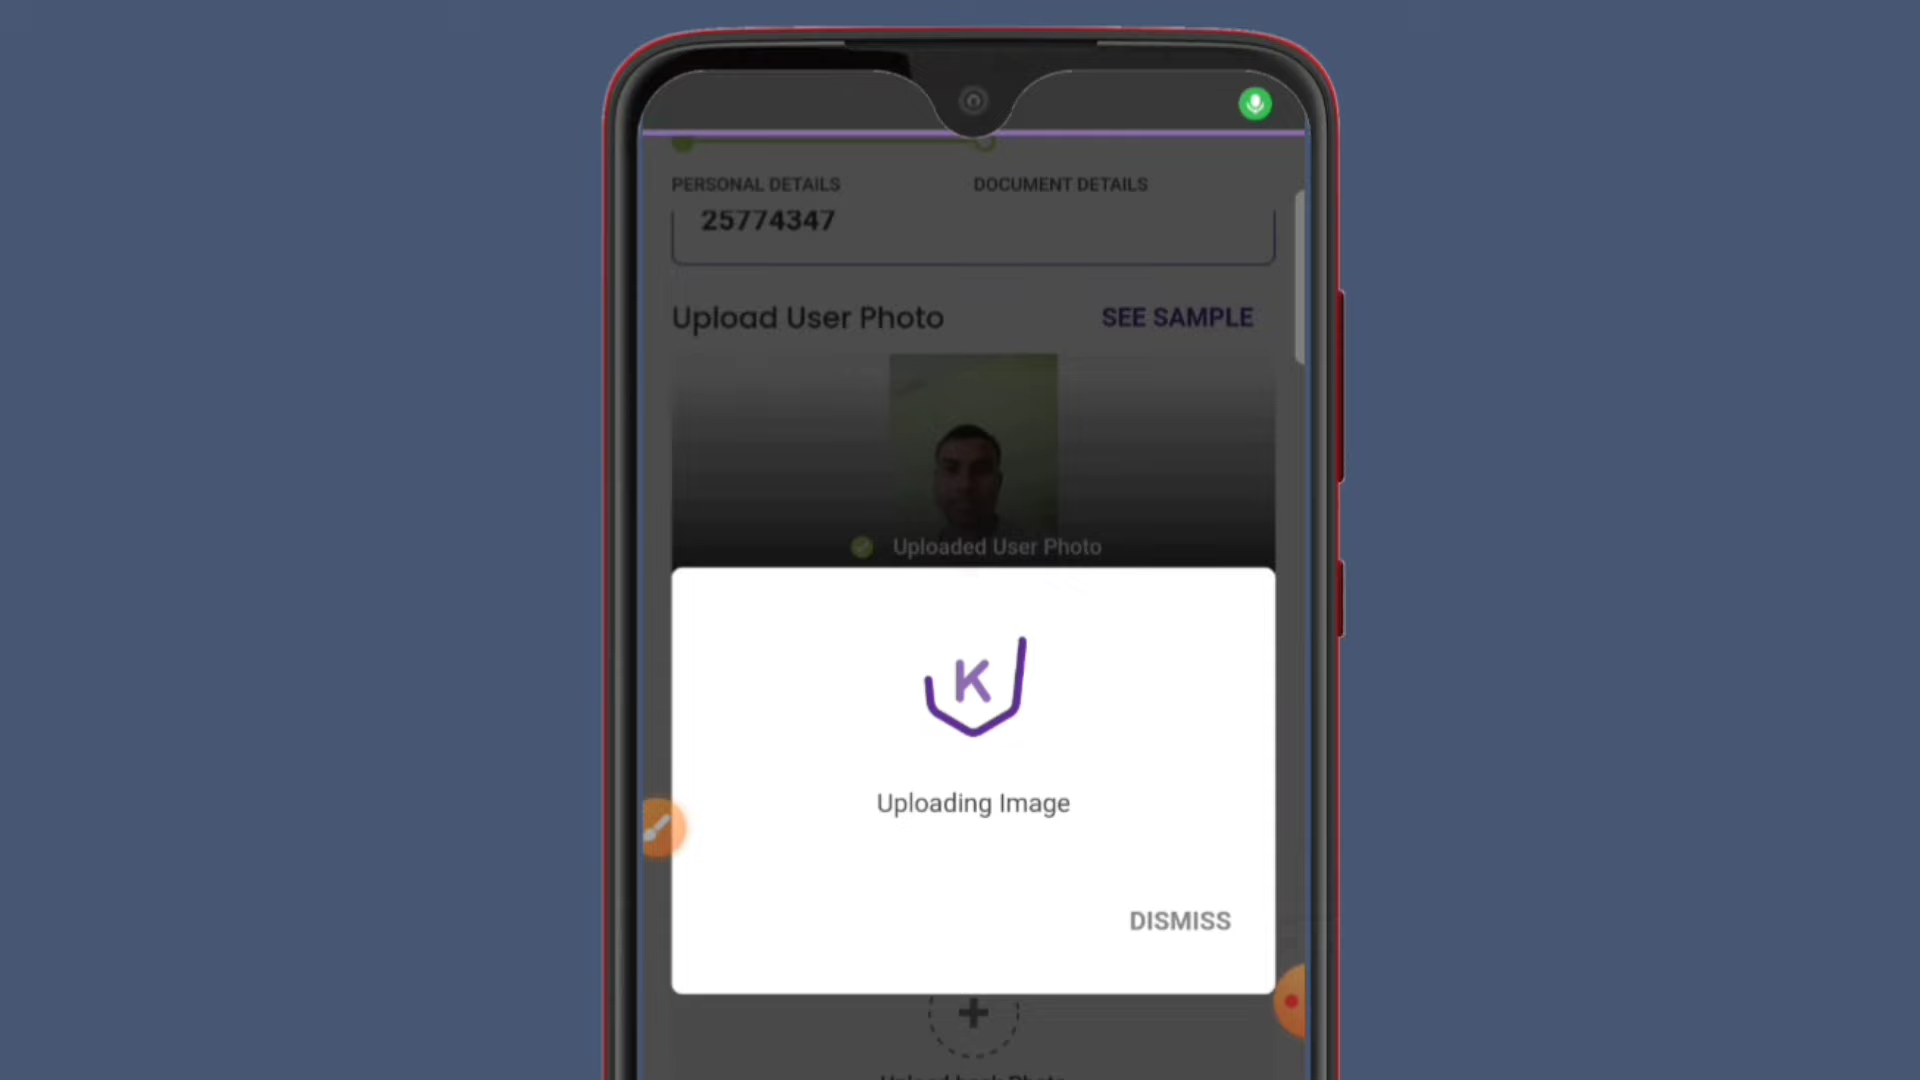 PERSONAL DETAILS DOCUMENT DETAILS
25774347
Upload User Photo SEE SAMPLE
Uploaded User Photo
K
Uploading Image
DISMISS